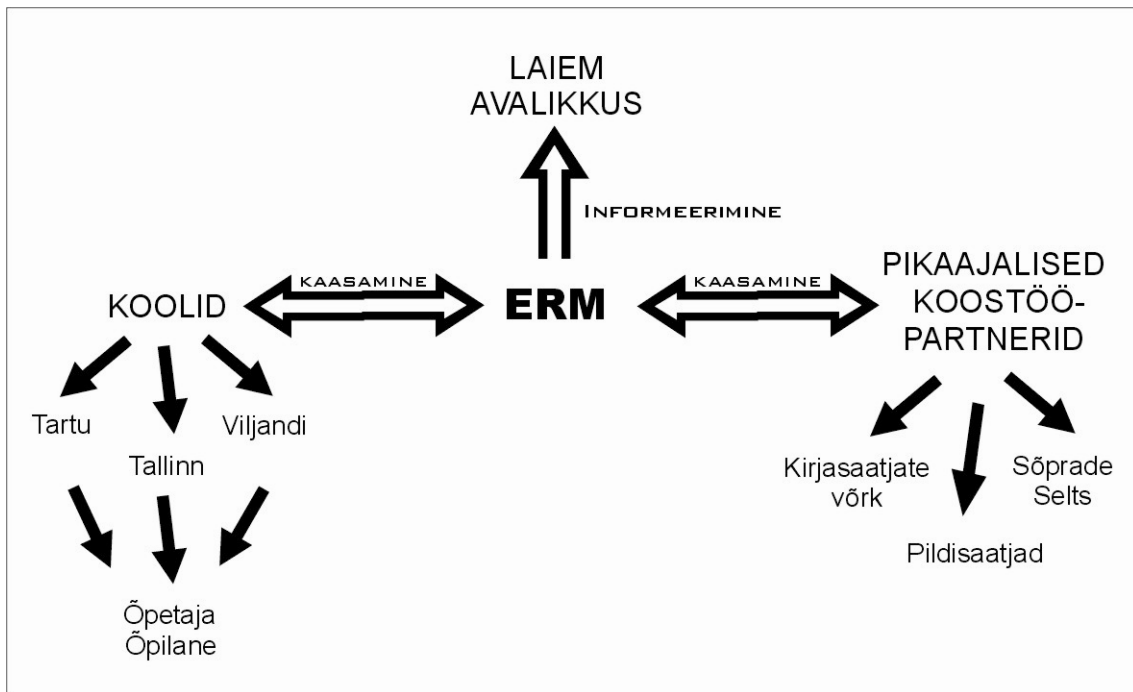 LAIEM
AVALIKKUS
INFORMEERIMINE
KOOLID
KAASAMINE
ERM
KAASAMINE
PIKAAJALISED
KOOSTÖÖ-
PARTNERID
Tartu
Viljandi
Tallinn
Õpetaja
Õpilane
Kirjasaatjate
võrk
Sõprade
Selts
Pildisaatjad